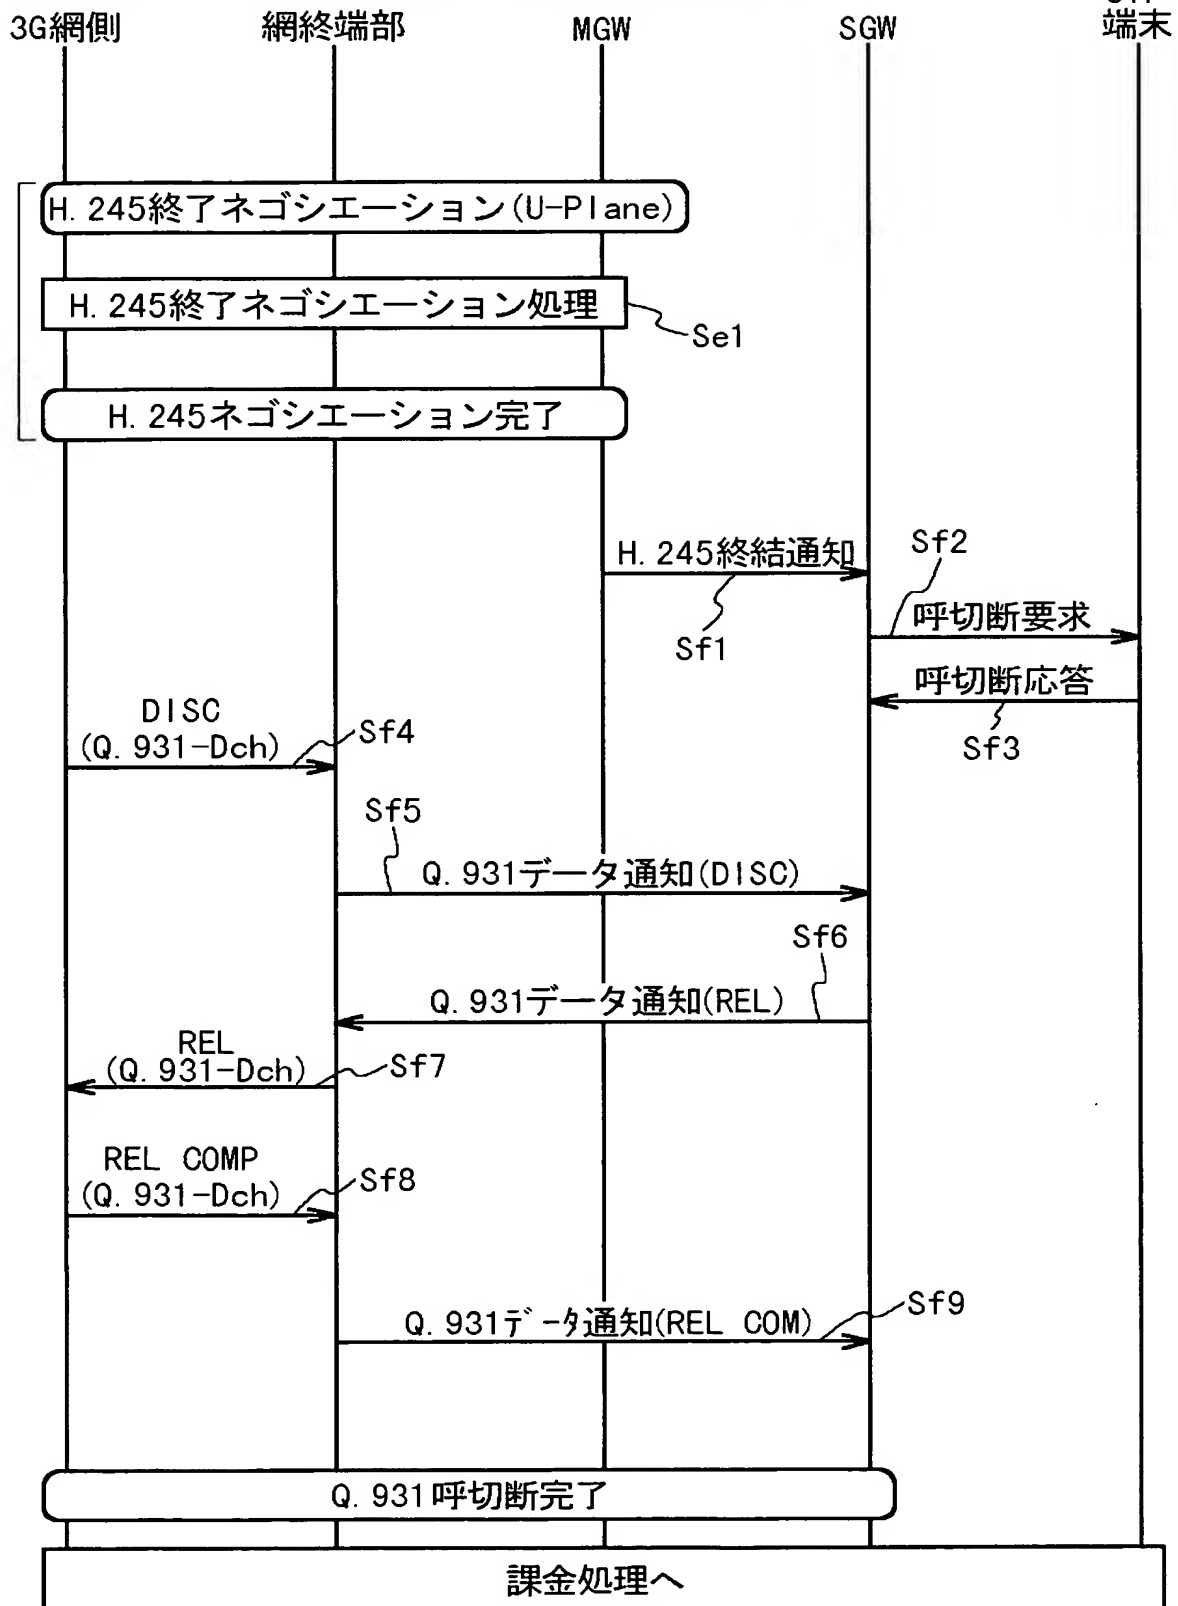 3G網側
網終端部
MGW
SGW
端末
H.245終了ネゴシエーション(U-Plane)
H.245終了ネゴシエーション処理
Se1
H.245ネゴシエーション完了
H.245終結通知
Sf1
Sf2
呼切断要求
呼切断応答
Sf3
DISC
(Q.931-Dch)
Sf4
Sf5
Q.931データ通知(DISC)
Sf6
Q.931データ通知(REL)
REL
(Q.931-Dch)
Sf7
REL COMP
(Q.931-Dch)
Sf8
Sf9
Q.931ﾃﾞｰﾀ通知(REL COM)
Q.931呼切断完了
課金処理へ